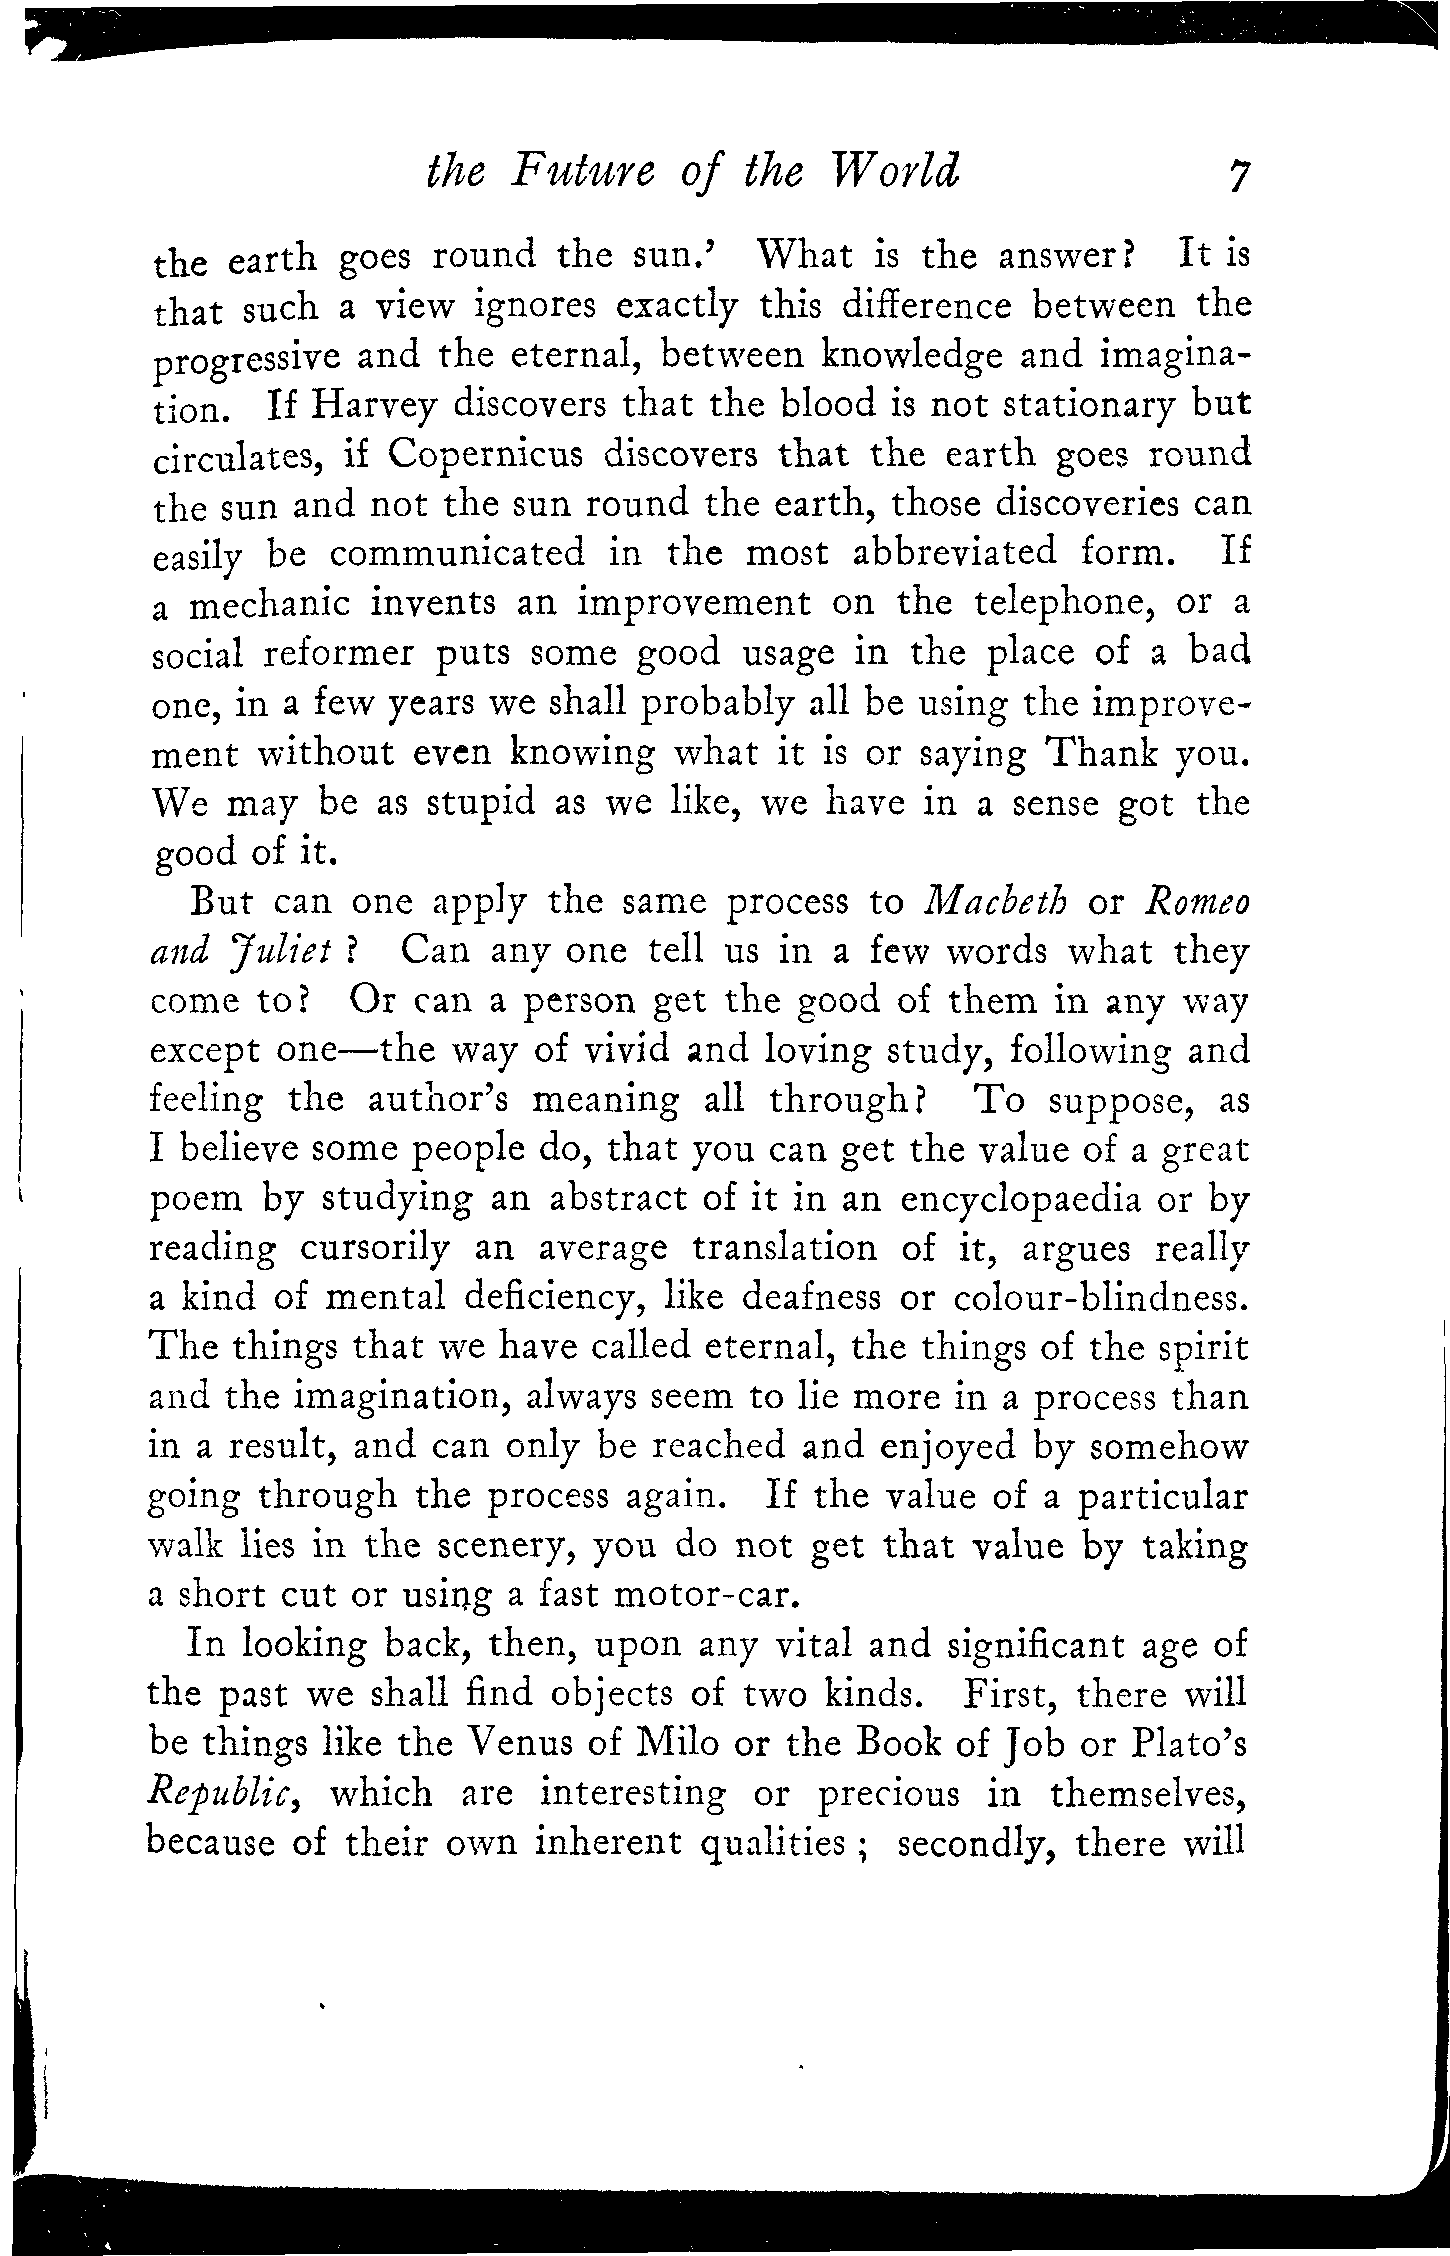 the Future of the World 7
the earth goes round the sun.’ What is the answer? It is
that such a view ignores exactly this difference between the
progressive and the eternal, between knowledge and imagina-
tion. If Harvey discovers that the blood is not stationary but
circulates, if Copernicus discovers that the earth goes round
the sun and not the sun round the earth, those discoveries can
easily be communicated in the most abbreviated form. If
a mechanic invents an improvement on the telephone, or a
social reformer puts some good usage in the place of a bad
one, in a few years we shall probably all be using the improve-
ment without even knowing what it is or saying Thank you.
We may be as stupid as we like, we have in a sense got the
good of it.
But can one apply the same process to Macbeth or Romeo
and Juliet ? Can any one tell us in a few words what they
come to? Or can a person get the good of them in any way
except one—the way of vivid and loving study, following and
feeling the author’s meaning all through? To suppose, as
I believe some people do, that you can get the value of a great
poem by studying an abstract of it in an encyclopaedia or by
reading cursorily an average translation of it, argues really
a kind of mental deficiency, like deafness or colour-blindness.
The things that we have called eternal, the things of the spirit
and the imagination, always seem to lie more in a process than
in a result, and can only be reached and enjoyed by somehow
going through the process again. If the value of a particular
walk lies in the scenery, you do not get that value by taking
a short cut or using a fast motor-car.
In looking back, then, upon any vital and significant age of
the past we shall find objects of two kinds. First, there will
be things like the Venus of Milo or the Book of Job or Plato’s
Republic, which are interesting or precious in themselves,
because of their own inherent qualities ; secondly, there will